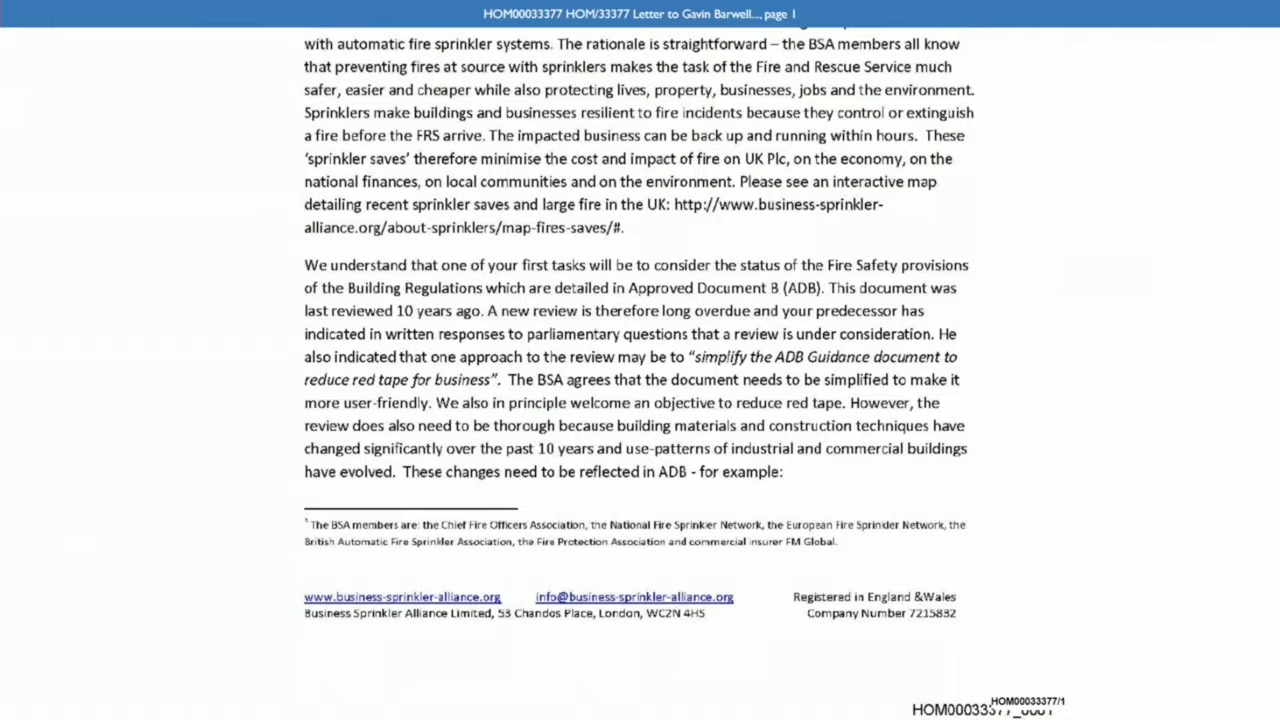 HOM00033377 HOM/33377 Letter to Gavin Barwell..., page 1
with automatic fire sprinkler systems. The rationale is straightforward – the BSA members all know
that preventing fires at source with sprinklers makes the task of the Fire and Rescue Service much
safer, easier and cheaper while also protecting lives, property, businesses, jobs and the environment.
Sprinklers make buildings and businesses resilient to fire incidents because they control or extinguish
a fire before the FRS arrive. The impacted business can be back up and running within hours. These
‘sprinkler saves’ therefore minimise the cost and impact of fire on UK Plc, on the economy, on the
national finances, on local communities and on the environment. Please see an interactive map
detailing recent sprinkler saves and large fire in the UK: http://www.business-sprinkler-
alliance.org/about-sprinklers/map-fires-saves/#.
We understand that one of your first tasks will be to consider the status of the Fire Safety provisions
of the Building Regulations which are detailed in Approved Document B (ADB). This document was
last reviewed 10 years ago. A new review is therefore long overdue and your predecessor has
indicated in written responses to parliamentary questions that a review is under consideration. He
also indicated that one approach to the review may be to “simplify the ADB Guidance document to
reduce red tape for business”. The BSA agrees that the document needs to be simplified to make it
more user-friendly. We also in principle welcome an objective to reduce red tape. However, the
review does also need to be thorough because building materials and construction techniques have
changed significantly over the past 10 years and use-patterns of industrial and commercial buildings
have evolved. These changes need to be reflected in ADB - for example:
1 The BSA members are: the Chief Fire Officers Association, the National Fire Sprinkler Network, the European Fire Sprinkler Network, the
British Automatic Fire Sprinkler Association, the Fire Protection Association and commercial insurer FM Global.
www.business-sprinkler-alliance.org info@business-sprinkler-alliance.org Registered in England &Wales
Business Sprinkler Alliance Limited, 53 Chandos Place, London, WC2N 4HS Company Number 7215832
HOM00033377/1